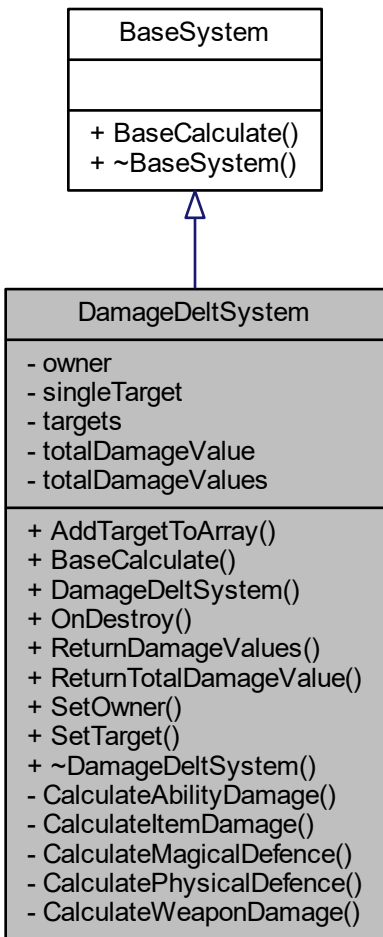 BaseSystem
+ BaseCalculate()
+ ~BaseSystem()
DamageDeltSystem
- owner
- singleTarget
- targets
- totalDamageValue
- totalDamageValues
+ AddTargetToArray()
+ BaseCalculate()
+ DamageDeltSystem()
+ OnDestroy()
+ ReturnDamageValues()
+ ReturnTotalDamageValue()
+ SetOwner()
+ SetTarget()
+ ~DamageDeltSystem()
- CalculateAbilityDamage()
- CalculateItemDamage()
- CalculateMagicalDefence()
- CalculatePhysicalDefence()
- CalculateWeaponDamage()